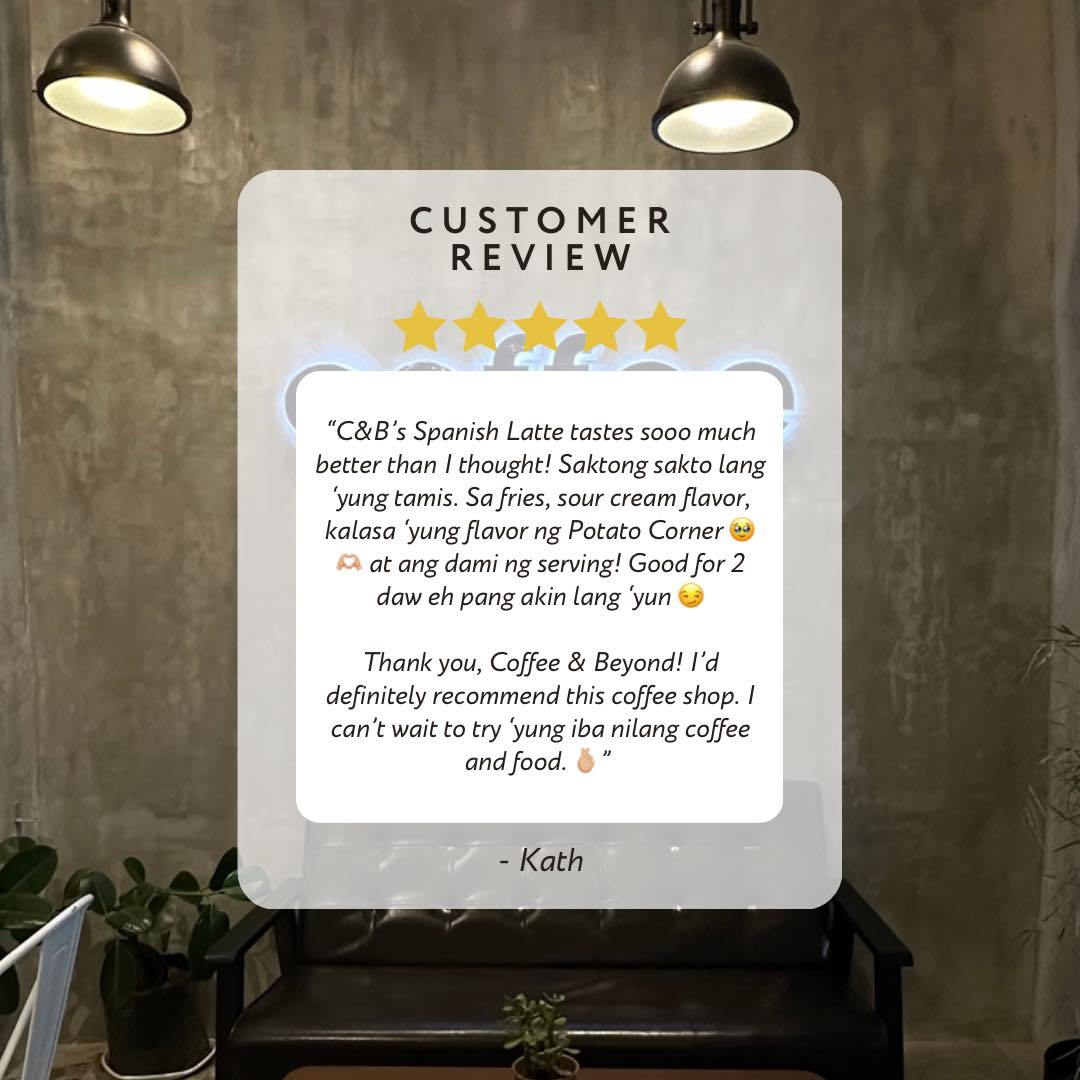 CUSTOMER
REVIEW
“C&B’s Spanish Latte tastes sooo much
better than I thought! Saktong sakto lang
‘yung tamis. Sa fries, sour cream flavor,
kalasa ‘yung flavor ng Potato Corner 🥹
🫶🏼 at ang dami ng serving! Good for 2
daw eh pang akin lang ‘yun 😏
Thank you, Coffee & Beyond! I’d
definitely recommend this coffee shop. I
can’t wait to try ‘yung iba nilang coffee
and food. 🫰🏼”
- Kath